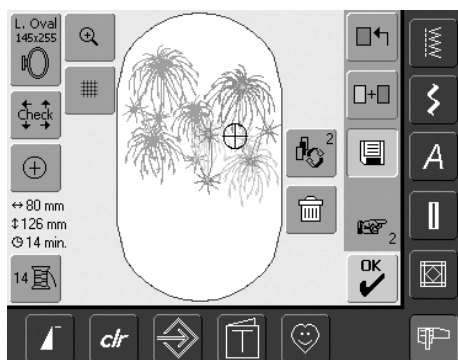 L. Oval
145x255
Check
↔ 80 mm
↕ 126 mm
14 min.
14
2
2
OK
A
clr